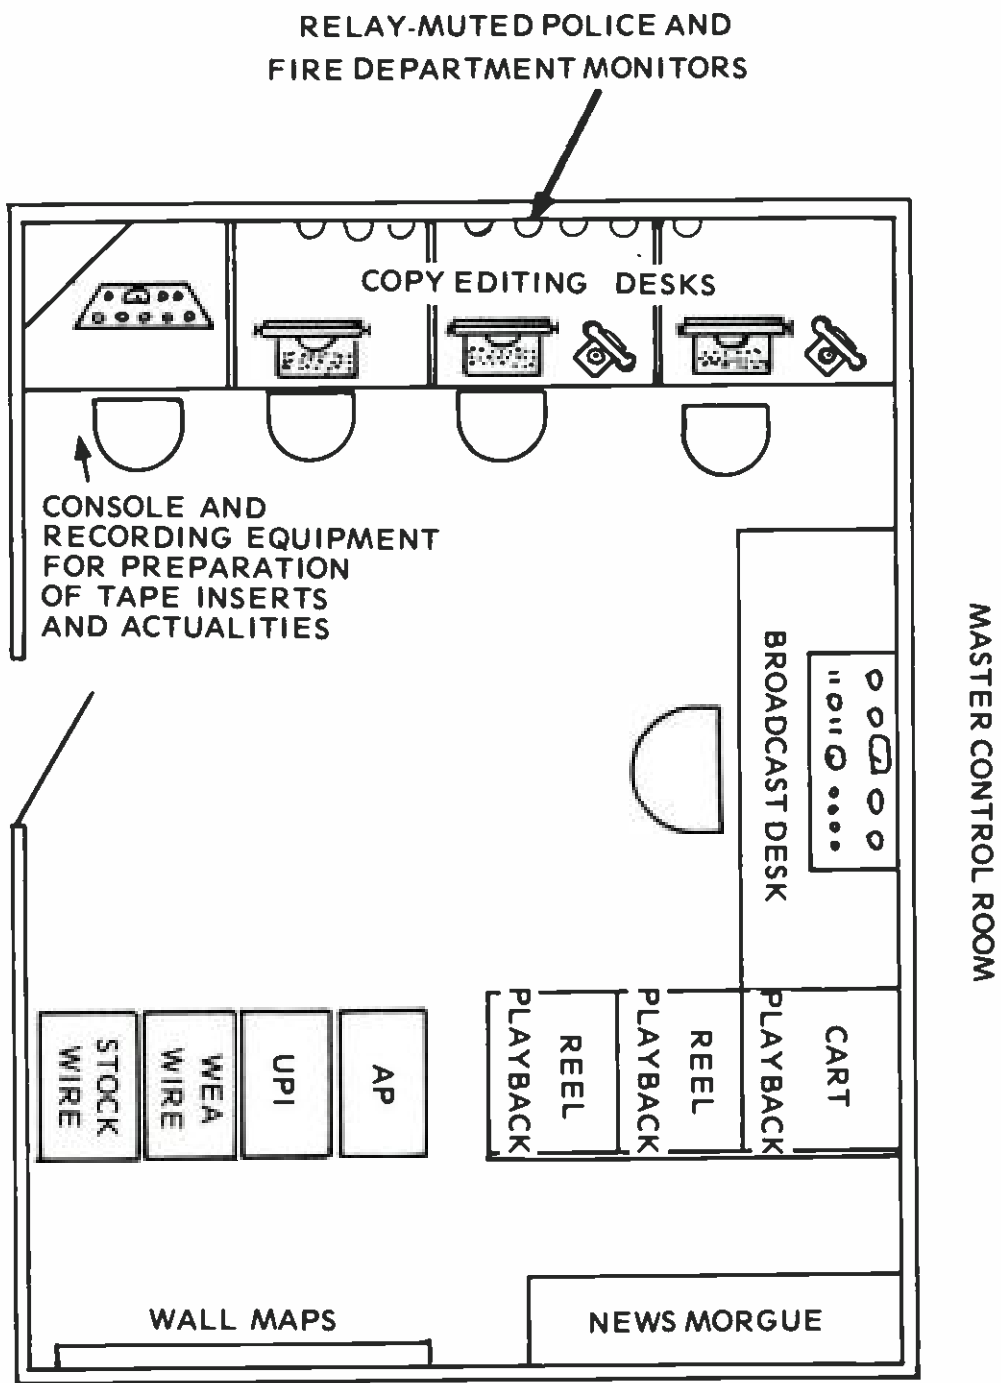 RELAY-MUTED POLICE AND
FIRE DEPARTMENT MONITORS
COPY EDITING DESKS
CONSOLE AND
RECORDING EQUIPMENT
FOR PREPARATION
OF TAPE INSERTS
AND ACTUALITIES
BROADCAST DESK
MASTER CONTROL ROOM
STOCK
WIRE
WEA
WIRE
UPI
AP
REEL
PLAYBACK
REEL
PLAYBACK
CART
PLAYBACK
WALL MAPS
NEWS MORGUE